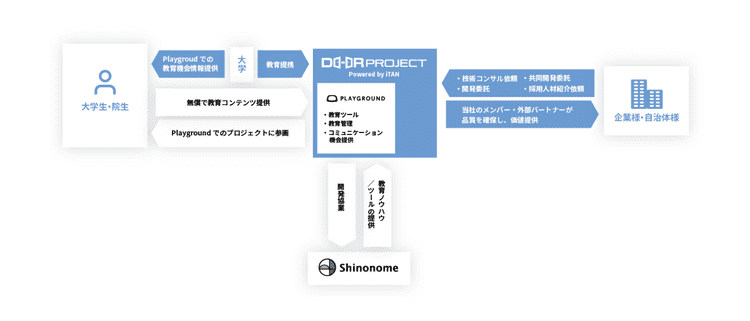 大学生・院生
Playgroud での
教育機会情報提供
大学
教育提携
無償で教育コンテンツ提供
Playground でのプロジェクトに参画
DOOR PROJECT
Powered by iTAN
PLAYGROUND
・教育ツール
・教育管理
・コミュニケーション
機会提供
・技術コンサル依頼 ・共同開発委託
・開発委託 ・採用人材紹介依頼
当社のメンバー・外部パートナーが
品質を確保し、価値提供
企業様・自治体様
開発協業
教育ノウハウ
／ツールの提供
Shinonome